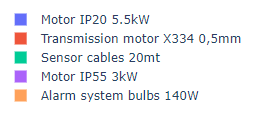 Motor IP20 5.5kW
Transmission motor X334 0,5mm
Sensor cables 20mt
Motor IP55 3kW
Alarm system bulbs 140W